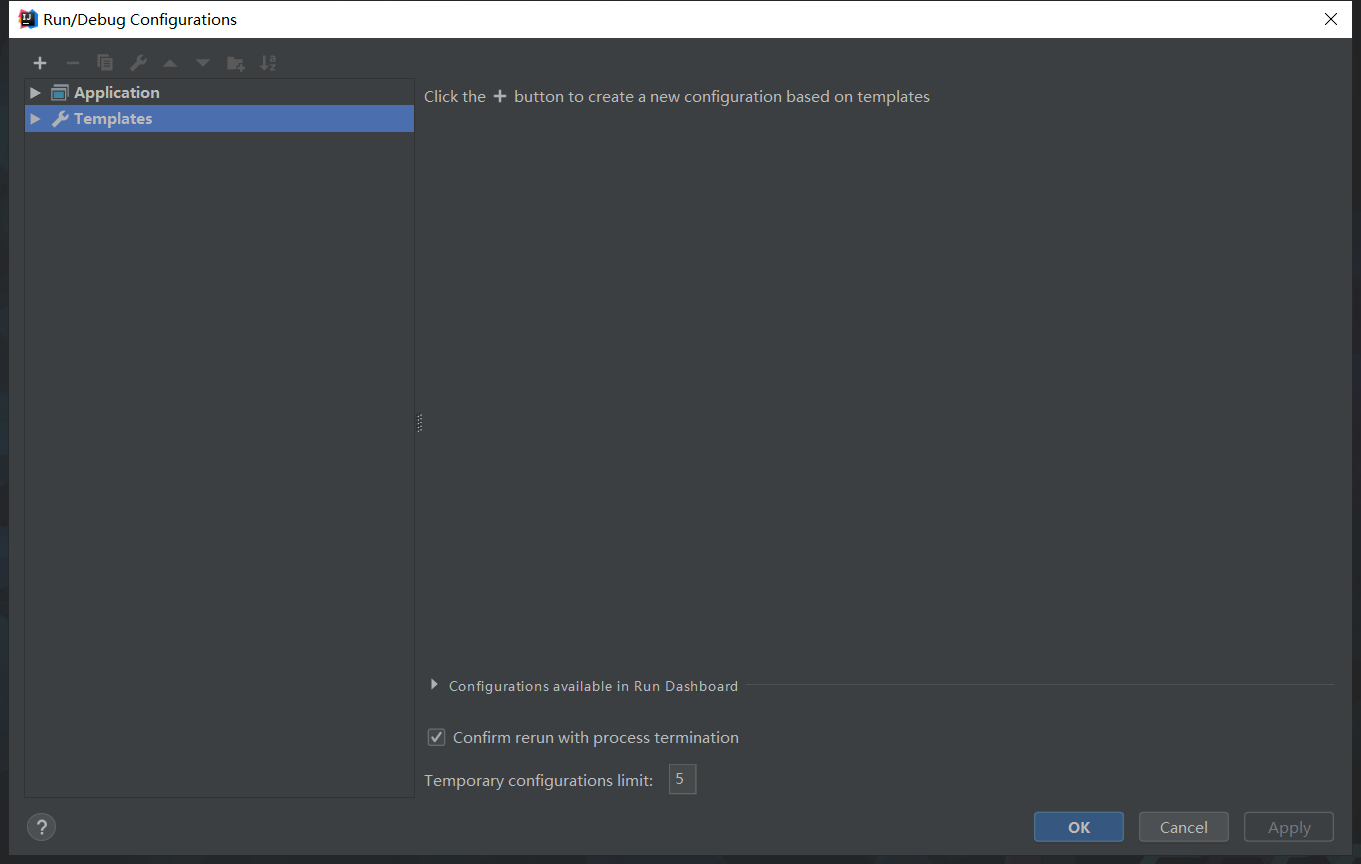 Run/Debug Configurations
Application
Templates
Click the + button to create a new configuration based on templates
Configurations available in Run Dashboard
Confirm rerun with process termination
Temporary configurations limit: 5
? OK Cancel Apply